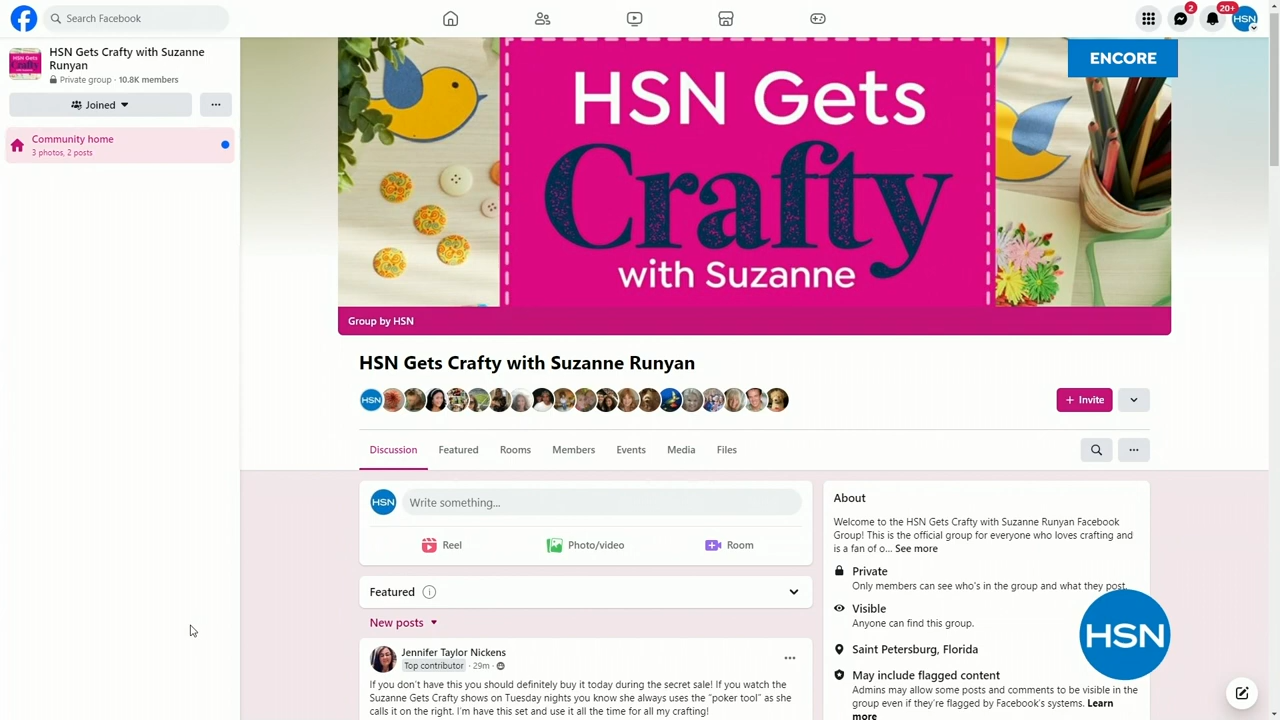 Search Facebook
2
20+
HSN
HSN Gets Crafty with Suzanne
Runyan
Private group · 10.8K members
Joined
Community home
3 photos, 2 posts
ENCORE
HSN Gets
Crafty
with Suzanne
Group by HSN
HSN Gets Crafty with Suzanne Runyan
HSN
+ Invite
Discussion
Featured
Rooms
Members
Events
Media
Files
HSN
Write something...
Reel
Photo/video
Room
Featured
New posts
Jennifer Taylor Nickens
Top contributor · 29m
If you don't have this you should definitely buy it today during the secret sale! If you watch the
Suzanne Gets Crafty shows on Tuesday nights you know she always uses the "poker tool" as she
calls it on the right. I'm have this set and use it all the time for all my crafting!
About
Welcome to the HSN Gets Crafty with Suzanne Runyan Facebook
Group! This is the official group for everyone who loves crafting and
is a fan of o... See more
Private
Only members can see who's in the group and what they post.
Visible
Anyone can find this group.
Saint Petersburg, Florida
May include flagged content
Admins may allow some posts and comments to be visible in the
group even if they're flagged by Facebook's systems. Learn
more
HSN